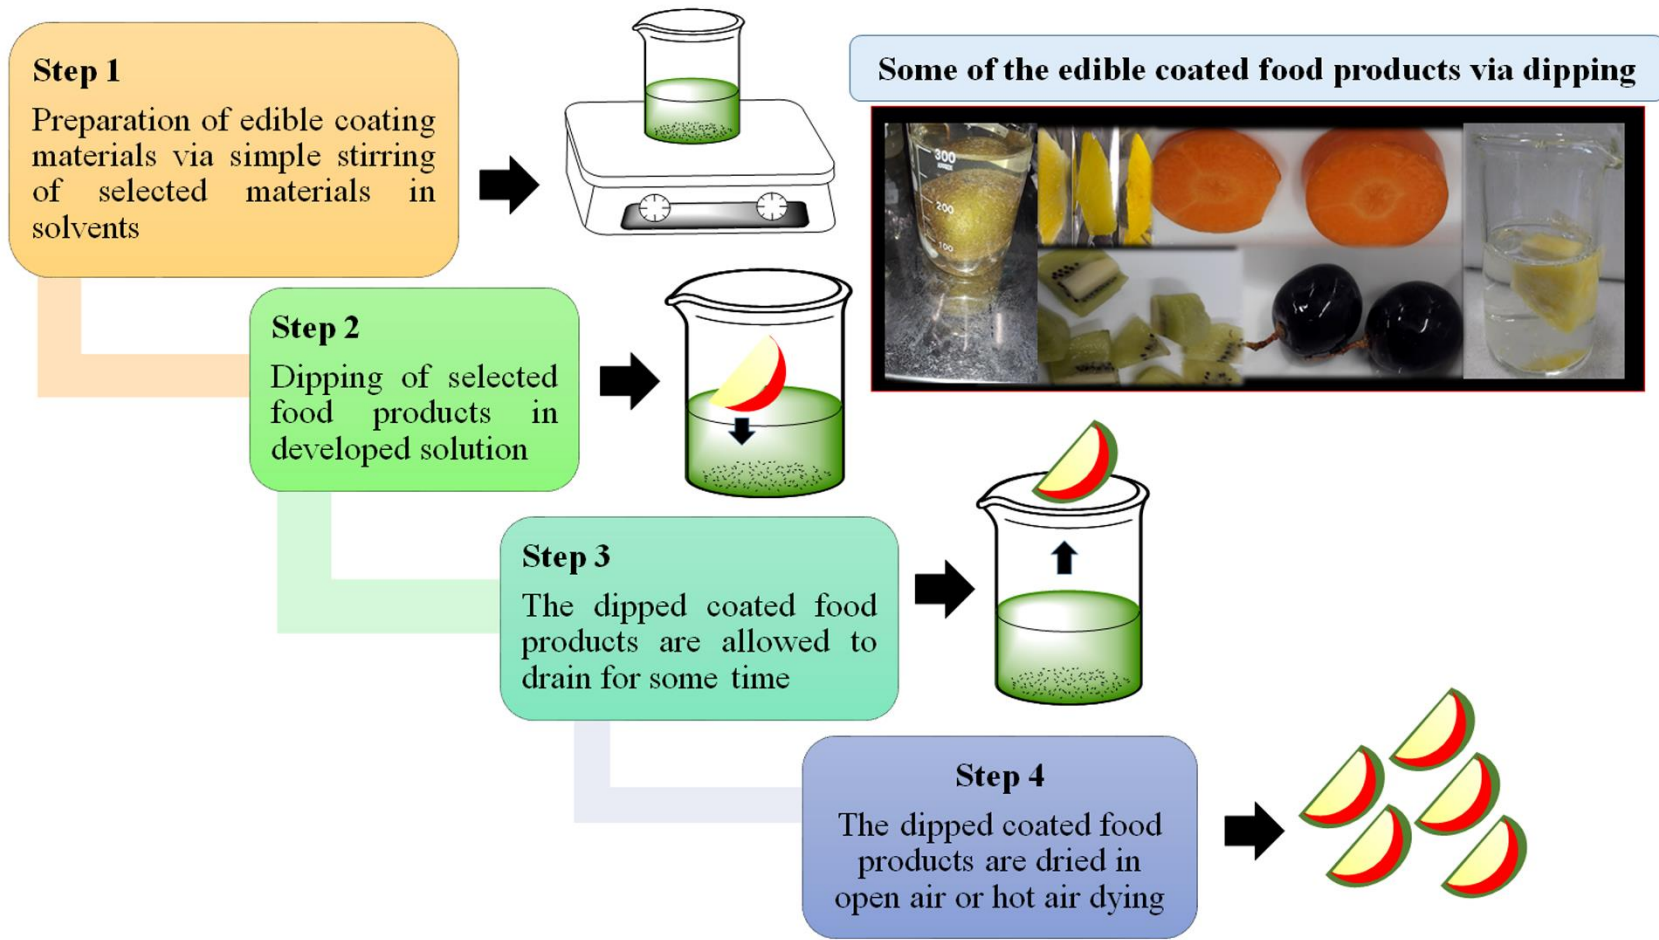 Step 1
Preparation of edible coating
materials via simple stirring
of selected materials in
solvents
Some of the edible coated food products via dipping
300
200
100
Step 2
Dipping of selected
food products in
developed solution
Step 3
The dipped coated food
products are allowed to
drain for some time
Step 4
The dipped coated food
products are dried in
open air or hot air dying